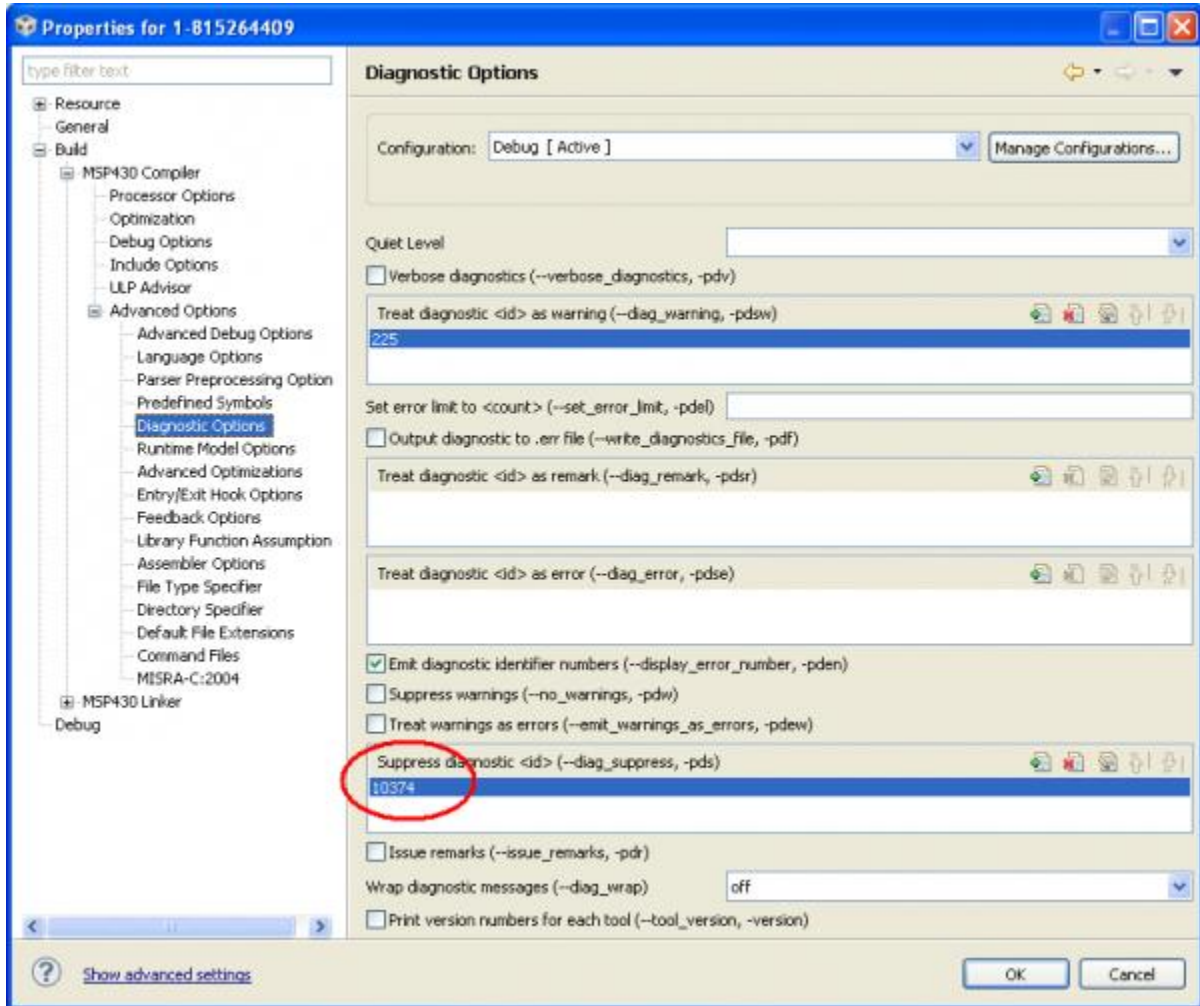 Properties for 1-815264409
type filter text
Resource
General
Build
MSP430 Compiler
Processor Options
Optimization
Debug Options
Include Options
ULP Advisor
Advanced Options
Advanced Debug Options
Language Options
Parser Preprocessing Option
Predefined Symbols
Diagnostic Options
Runtime Model Options
Advanced Optimizations
Entry/Exit Hook Options
Feedback Options
Library Function Assumption
Assembler Options
File Type Specifier
Directory Specifier
Default File Extensions
Command Files
MISRA-C:2004
MSP430 Linker
Debug
Diagnostic Options
Configuration: Debug [ Active ] Manage Configurations...
Quiet Level
Verbose diagnostics (--verbose_diagnostics, -pdv)
Treat diagnostic <id> as warning (--diag_warning, -pdsw)
225
Set error limit to <count> (--set_error_limit, -pdel)
Output diagnostic to .err file (--write_diagnostics_file, -pdf)
Treat diagnostic <id> as remark (--diag_remark, -pdsr)
Treat diagnostic <id> as error (--diag_error, -pdse)
Emit diagnostic identifier numbers (--display_error_number, -pden)
Suppress warnings (--no_warnings, -pdw)
Treat warnings as errors (--emit_warnings_as_errors, -pdew)
Suppress diagnostic <id> (--diag_suppress, -pds)
10374
Issue remarks (--issue_remarks, -pdr)
Wrap diagnostic messages (--diag_wrap) off
Print version numbers for each tool (--tool_version, -version)
Show advanced settings
OK Cancel